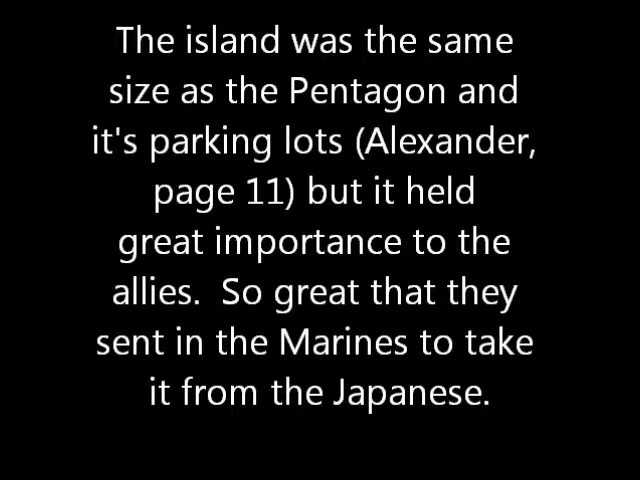 The island was the same
size as the Pentagon and
it's parking lots (Alexander,
page 11) but it held
great importance to the
allies.  So great that they
sent in the Marines to take
it from the Japanese.